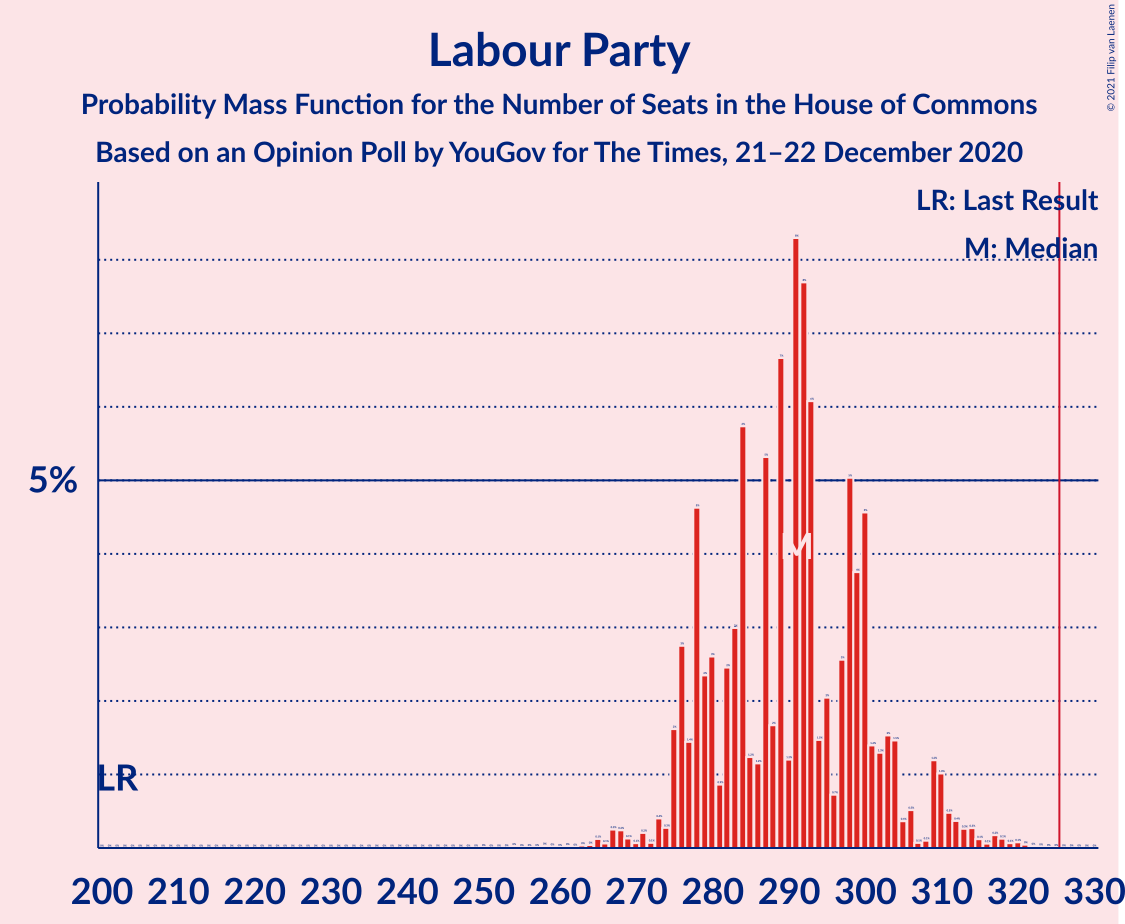 Labour Party
Probability Mass Function for the Number of Seats in the House of Commons
Based on an Opinion Poll by YouGov for The Times, 21–22 December 2020
© 2021 Filip van Laenen
LR: Last Result
M: Median
5%
M
LR
200 210 220 230 240 250 260 270 280 290 300 310 320 330